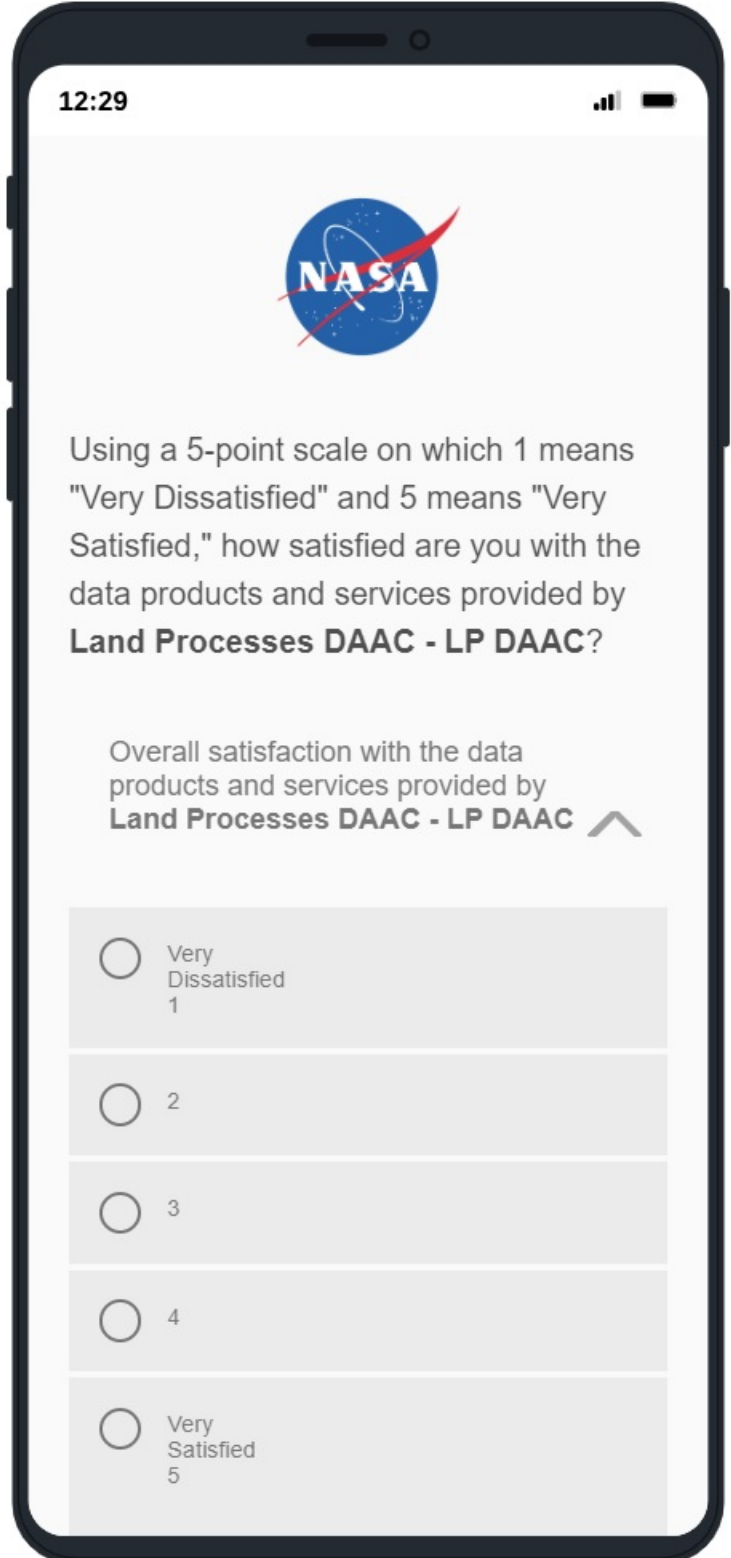 12:29
NASA
Using a 5-point scale on which 1 means
"Very Dissatisfied" and 5 means "Very
Satisfied," how satisfied are you with the
data products and services provided by
Land Processes DAAC - LP DAAC?
Overall satisfaction with the data
products and services provided by
Land Processes DAAC - LP DAAC
Very
Dissatisfied
1
2
3
4
Very
Satisfied
5